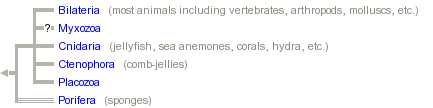 Bilateria (most animals including vertebrates, arthropods, molluscs, etc.)
? Myxozoa
Cnidaria (jellyfish, sea anemones, corals, hydra, etc.)
Ctenophora (comb-jellies)
Placozoa
Porifera (sponges)